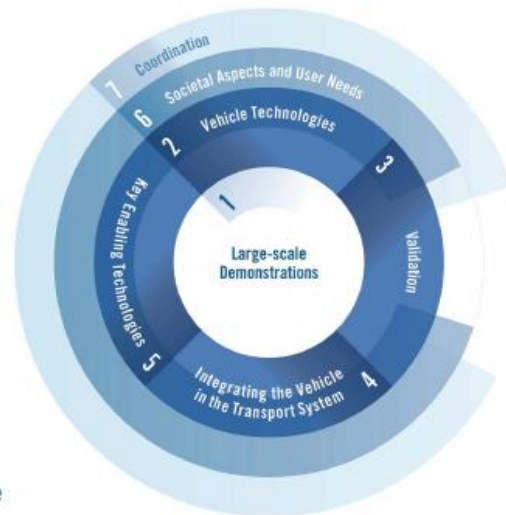 7 Coordination
6 Societal Aspects and User Needs
2 Vehicle Technologies
3
Validation
1
Large-scale
Demonstrations
Key Enabling Technologies
5
Integrating the Vehicle
in the Transport System
4
e